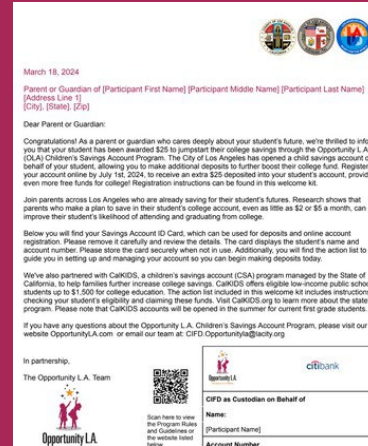 March 18, 2024
Parent or Guardian of [Participant First Name] [Participant Middle Name] [Participant Last Name]
[Address Line 1]
[City], [State], [Zip]
Dear Parent or Guardian:
Congratulations! As a parent or guardian who cares deeply about your student's future, we're thrilled to info
you that your student has been awarded $25 to jumpstart their college savings through the Opportunity L.A
(OLA) Children's Savings Account Program. The City of Los Angeles has opened a child savings account o
behalf of your student, allowing you to make additional deposits to further boost their college fund. Register
your account online by July 1st, 2024, to receive an extra $25 deposited into your student's account, provid
even more free funds for college! Registration instructions can be found in this welcome kit.
Join parents across Los Angeles who are already saving for their student's futures. Research shows that
parents who make a plan to save in their student's college account, even as little as $2 or $5 a month, can
improve their student's likelihood of attending and graduating from college.
Below you will find your Savings Account ID Card, which can be used for deposits and online account
registration. Please remove it carefully and review the details. The card displays the student's name and
account number. Please store the card securely when not in use. Additionally, you will find the action list to
guide you in setting up and managing your account so you can begin making deposits today.
We've also partnered with CalKIDS, a children's savings account (CSA) program managed by the State of
California, to help families further increase college savings. CalKIDS offers eligible low-income public schoo
students up to $1,500 for college education. The action list included in this welcome kit includes instructions
checking your student's eligibility and claiming these funds. Visit CalKIDS.org to learn more about the state
program. Please note that CalKIDS accounts will be opened in the summer for current first grade students.
If you have any questions about the Opportunity L.A. Children's Savings Account Program, please visit our
website OpportunityLA.com or email our team at: CIFD.Opportunityla@lacity.org
In partnership,
The Opportunity L.A. Team
Opportunity L.A.
Scan here to view
the Program Rules
and Guidelines or
the website listed
below
Opportunity L.A.
citibank
CIFD as Custodian on Behalf of
Name:
[Participant Name]
Account Number